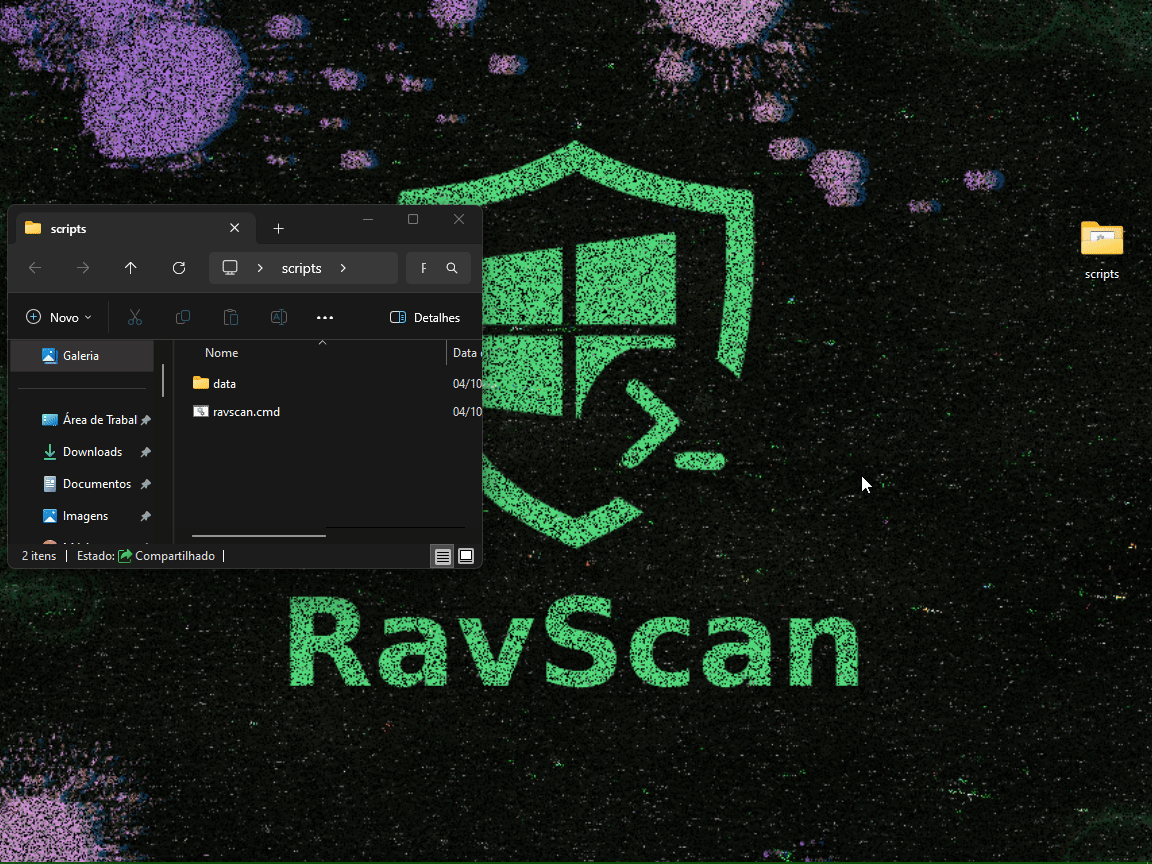 scripts
scripts
F
Novo
Detalhes
Galeria
Nome
Data
data
04/10
ravscan.cmd
04/10
Área de Trabal
Downloads
Documentos
Imagens
2 itens
Estado:
Compartilhado
scripts
RavScan